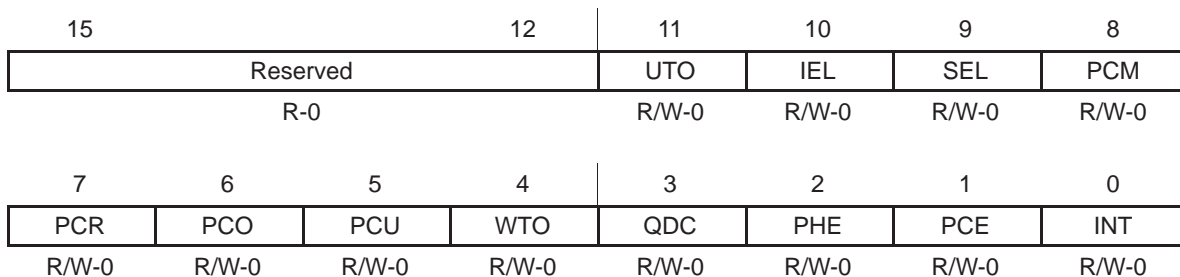 15 12 11 10 9 8
Reserved UTO IEL SEL PCM
R-0 R/W-0 R/W-0 R/W-0 R/W-0
7 6 5 4 3 2 1 0
PCR PCO PCU WTO QDC PHE PCE INT
R/W-0 R/W-0 R/W-0 R/W-0 R/W-0 R/W-0 R/W-0 R/W-0